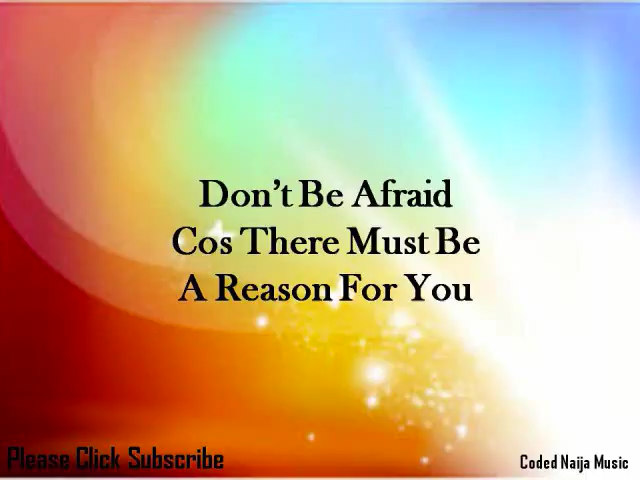 Don't Be Afraid
Cos There Must Be
A Reason For You
Please Click Subscribe
Coded Naija Music